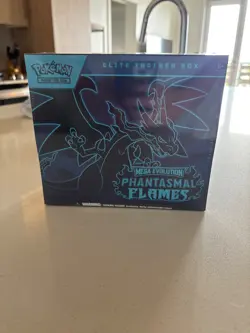 POKÉMON
ELITE TRAINER BOX
MEGA EVOLUTION
PHANTASMAL
FLAMES